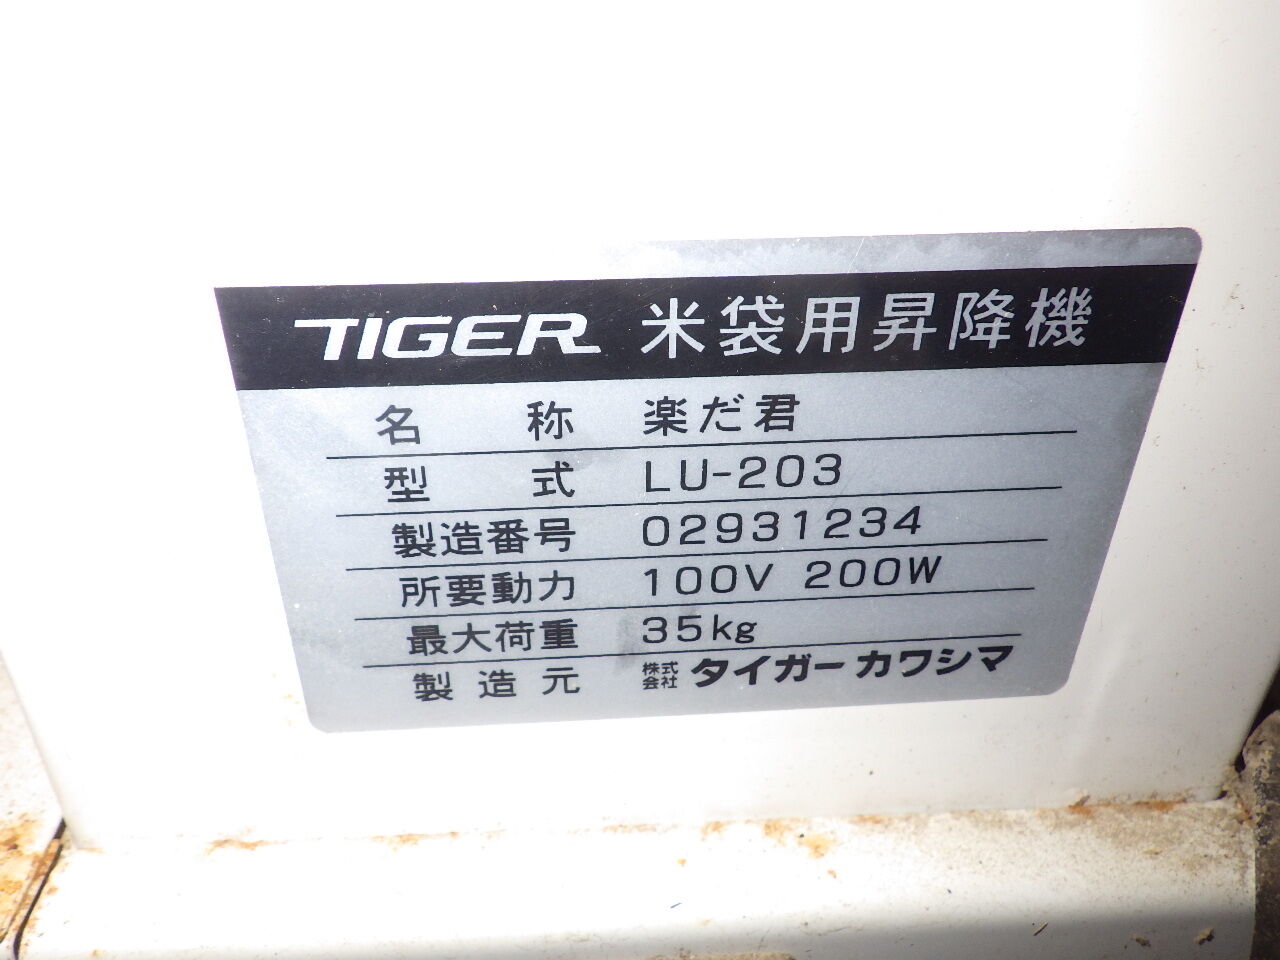 TIGER 米袋用昇降機
名称 楽だ君
型式 LU-203
製造番号 02931234
所要動力 100V 200W
最大荷重 35kg
製造元 株式会社 タイガーカワシマ